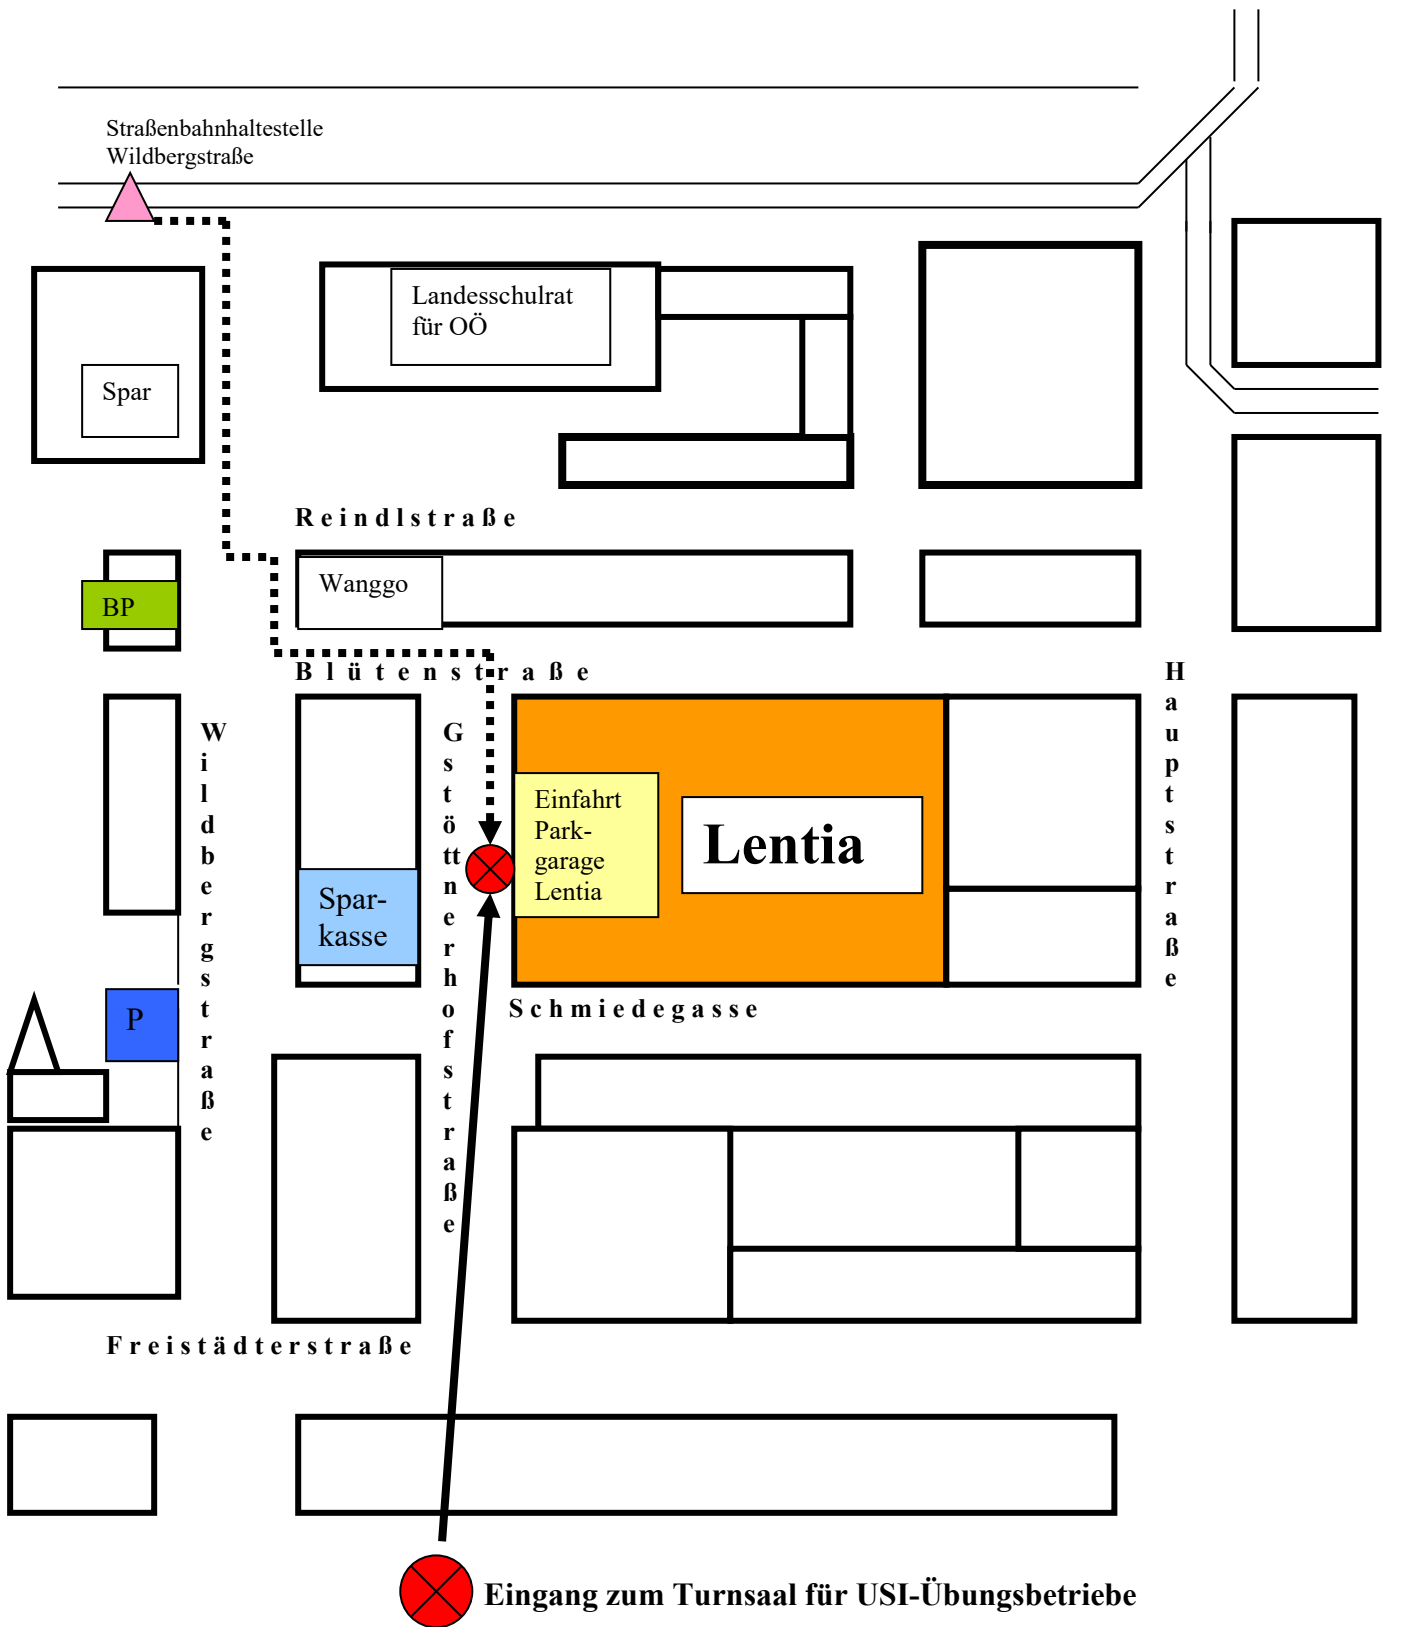 Straßenbahnhaltestelle
Wildbergstraße
Landesschulrat
für OÖ
Spar
Reindlstraße
Wanggo
BP
Blütenstraße
Hauptstraße
Wildbergstraße
Gstöttnerhofstraße
Einfahrt
Park-
garage
Lentia
Lentia
Spar-
kasse
Schmiedegasse
P
Freistädterstraße
Eingang zum Turnsaal für USI-Übungsbetriebe